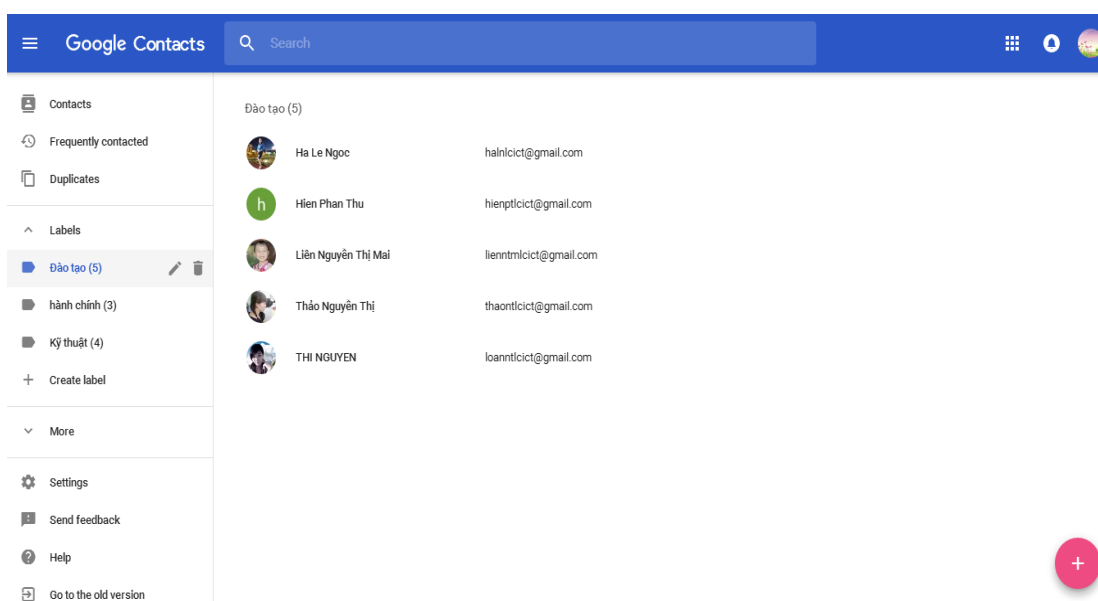 Google Contacts
Search
Contacts
Frequently contacted
Duplicates
Labels
Đào tạo (5)
hành chính (3)
Kỹ thuật (4)
Create label
More
Settings
Send feedback
Help
Go to the old version
Đào tạo (5)
Ha Le Ngoc halnlcict@gmail.com
h Hien Phan Thu hienptlcict@gmail.com
Liên Nguyễn Thị Mai lienntmlcict@gmail.com
Thảo Nguyễn Thị thaontlcict@gmail.com
THI NGUYEN loanntlcict@gmail.com